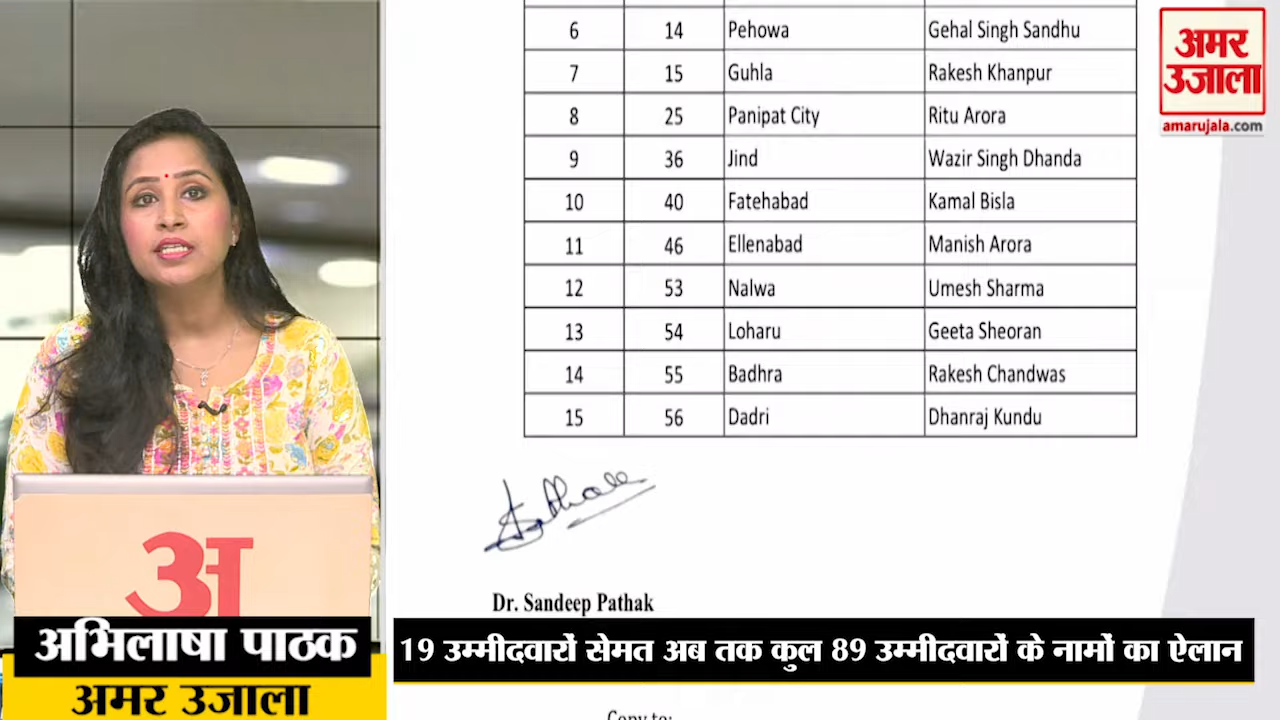 6 14 Pehowa Gehal Singh Sandhu
7 15 Guhla Rakesh Khanpur
8 25 Panipat City Ritu Arora
9 36 Jind Wazir Singh Dhanda
10 40 Fatehabad Kamal Bisla
11 46 Ellenabad Manish Arora
12 53 Nalwa Umesh Sharma
13 54 Loharu Geeta Sheoran
14 55 Badhra Rakesh Chandwas
15 56 Dadri Dhanraj Kundu
अमर
उजाला
amarujala.com
Dr. Sandeep Pathak
अ
अभिलाषा पाठक
अमर उजाला
19 उम्मीदवारों सेमत अब तक कुल 89 उम्मीदवारों के नामों का ऐलान
Copy to: